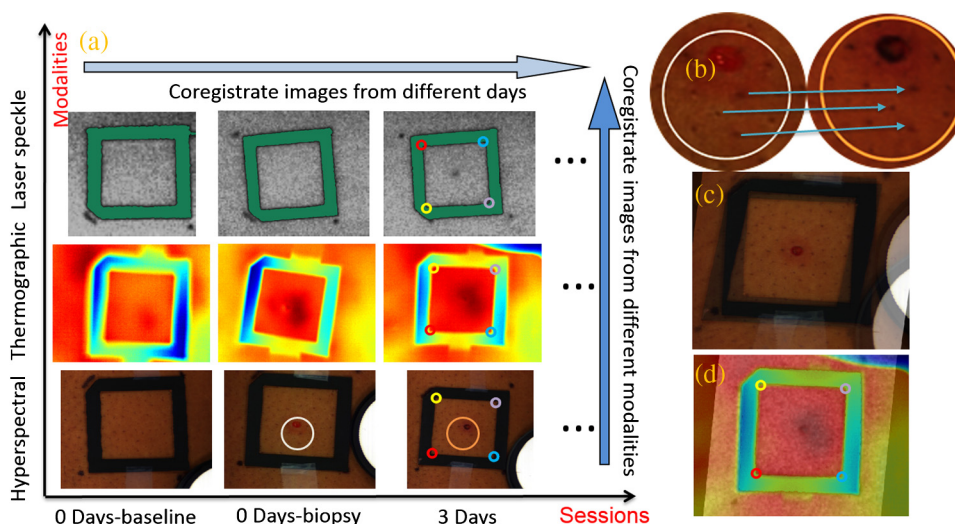 (a)
Modalities
Coregistrate images from different days
Laser speckle
Thermographic
Hyperspectral
...
...
...
Coregistrate images from different modalities
0 Days-baseline
0 Days-biopsy
3 Days
Sessions
(b)
(c)
(d)